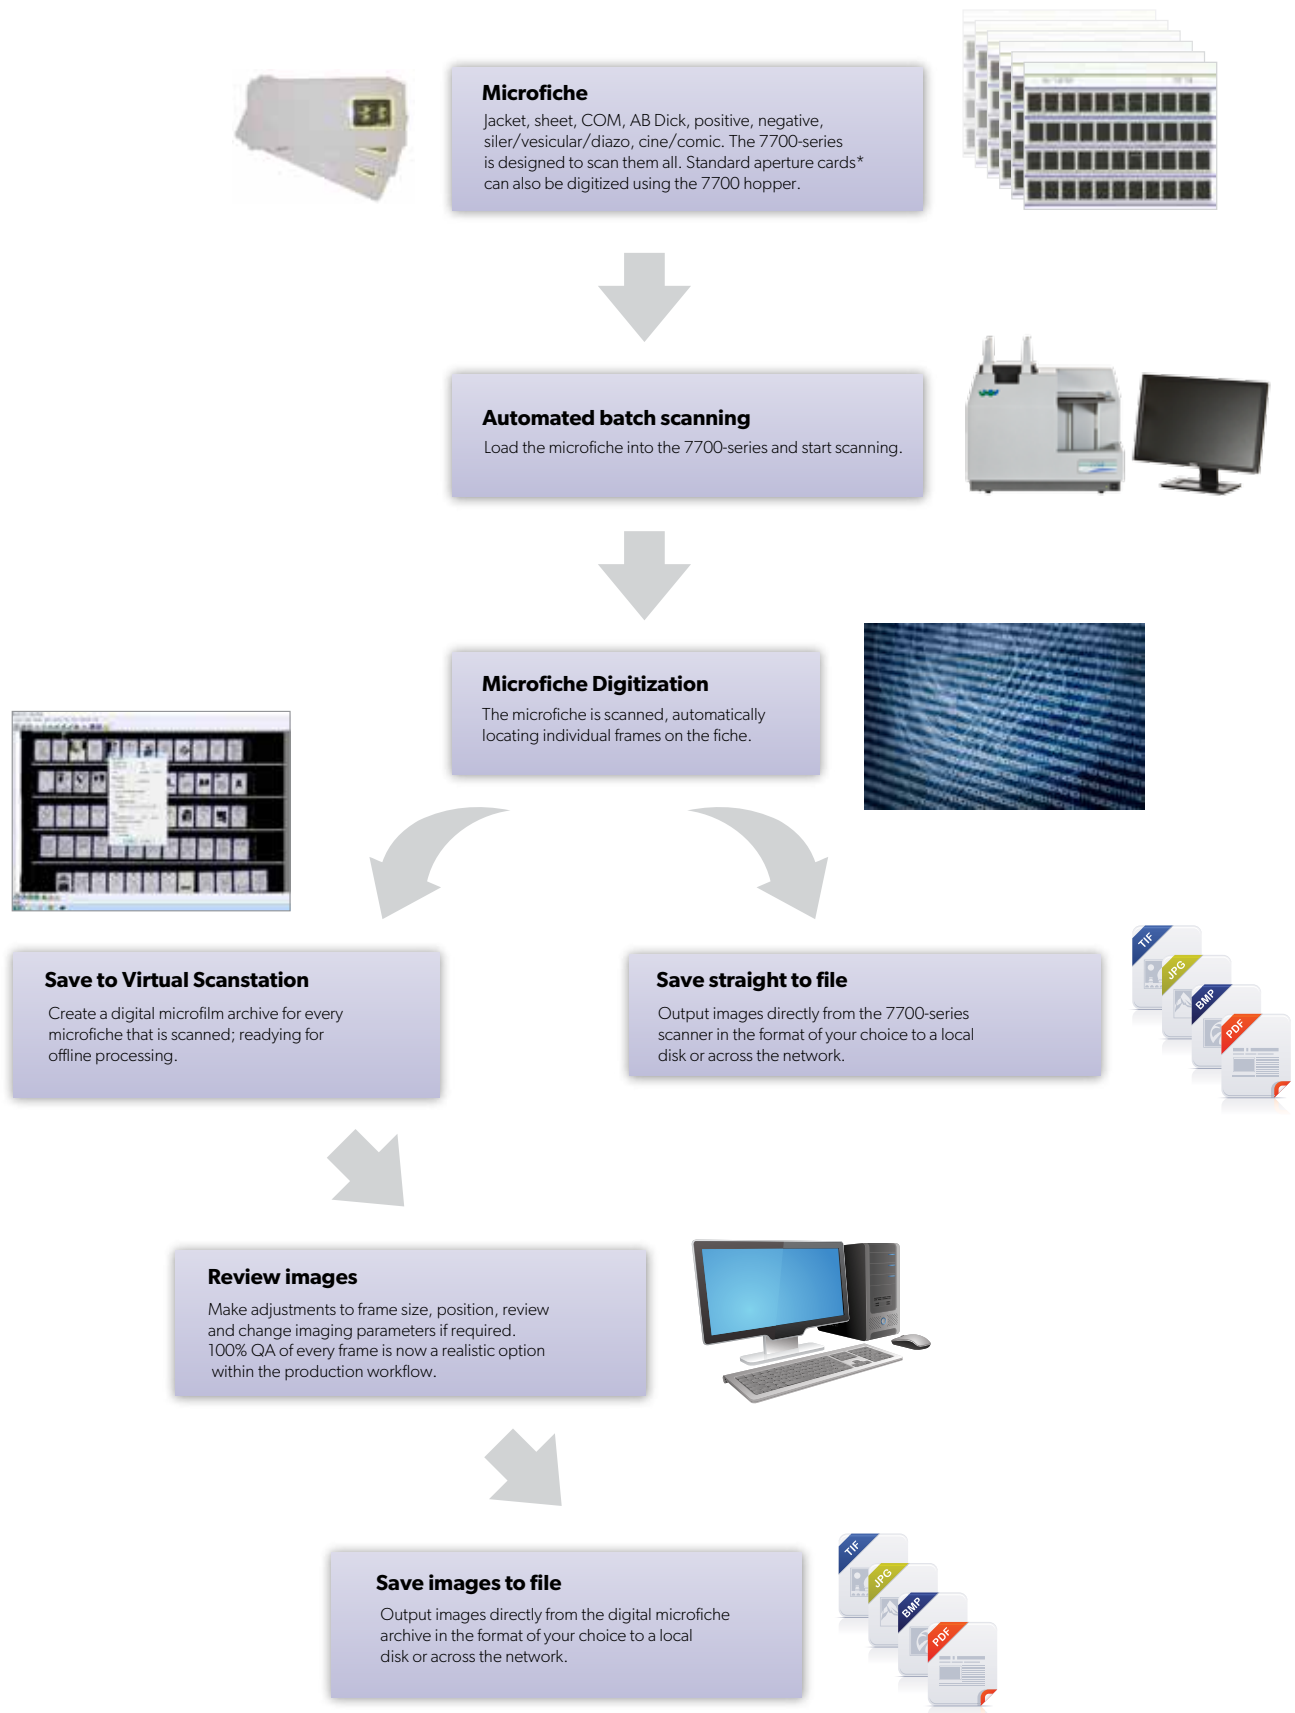 Microfiche
Jacket, sheet, COM, AB Dick, positive, negative,
siler/vesicular/diazo, cine/comic. The 7700-series
is designed to scan them all. Standard aperture cards*
can also be digitized using the 7700 hopper.
Automated batch scanning
Load the microfiche into the 7700-series and start scanning.
Microfiche Digitization
The microfiche is scanned, automatically
locating individual frames on the fiche.
Save to Virtual Scanstation
Create a digital microfilm archive for every
microfiche that is scanned; readying for
offline processing.
Save straight to file
Output images directly from the 7700-series
scanner in the format of your choice to a local
disk or across the network.
TIF
JPG
BMP
PDF
Review images
Make adjustments to frame size, position, review
and change imaging parameters if required.
100% QA of every frame is now a realistic option
within the production workflow.
Save images to file
Output images directly from the digital microfiche
archive in the format of your choice to a local
disk or across the network.
TIF
JPG
BMP
PDF